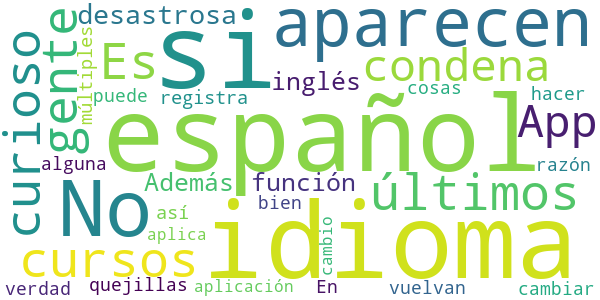 desastrosa
si
aparecen
curioso
gente
múltiples
Es
inglés
condena
puede
registra
cosas
hacer
español
App
alguna
razón
No
Además
función
últimos
así
bien
idioma
aplica
cambio
cursos
verdad
quejillas
aplicación
En
vuelvan
cambiar